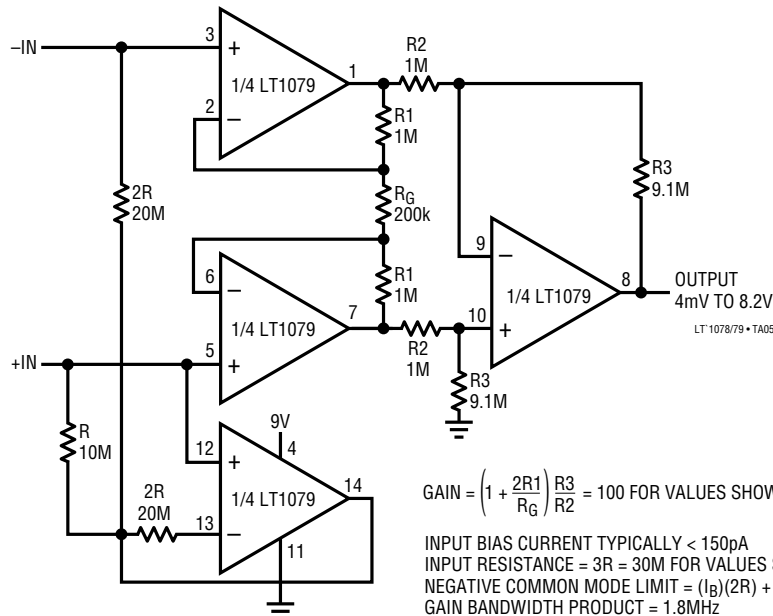 –IN
3
+
1/4 LT1079
2
–
1
R2
1M
R1
1M
RG
200k
2R
20M
R3
9.1M
6
–
1/4 LT1079
5
+
7
R1
1M
R2
1M
9
–
1/4 LT1079
10
+
8
OUTPUT
4mV TO 8.2V
LT1078/79 • TA05
R3
9.1M
+IN
R
10M
9V
4
12
+
1/4 LT1079
14
2R
20M
13
–
11
GAIN = (1 + 2R1/RG) R3/R2 = 100 FOR VALUES
INPUT BIAS CURRENT TYPICALLY < 150pA
INPUT RESISTANCE = 3R = 30M FOR VALUES
NEGATIVE COMMON MODE LIMIT = (IB)(2R) +
GAIN BANDWIDTH PRODUCT = 1.8MHz